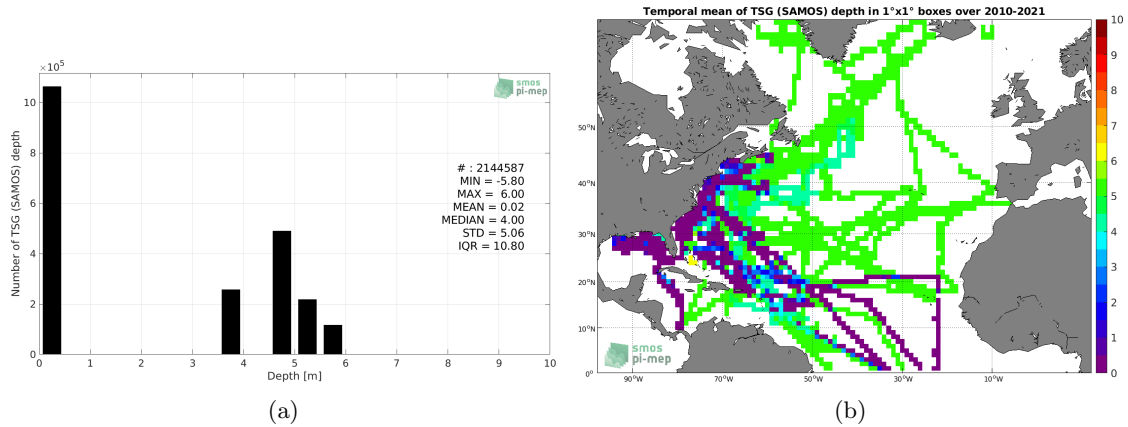 ×10⁵
10
8
6
4
2
0
Number of TSG (SAMOS) depth
0 1 2 3 4 5 6 7 8 9 10
Depth [m]
smos
pi-mep
# : 2144587
MIN = -5.80
MAX = 6.00
MEAN = 0.02
MEDIAN = 4.00
STD = 5.06
IQR = 10.80
(a)
Temporal mean of TSG (SAMOS) depth in 1°x1° boxes over 2010-2021
50°N
40°N
30°N
20°N
10°N
0°
90°W 70°W 50°W 30°W 10°W
smos
pi-mep
10
9
8
7
6
5
4
3
2
1
0
(b)